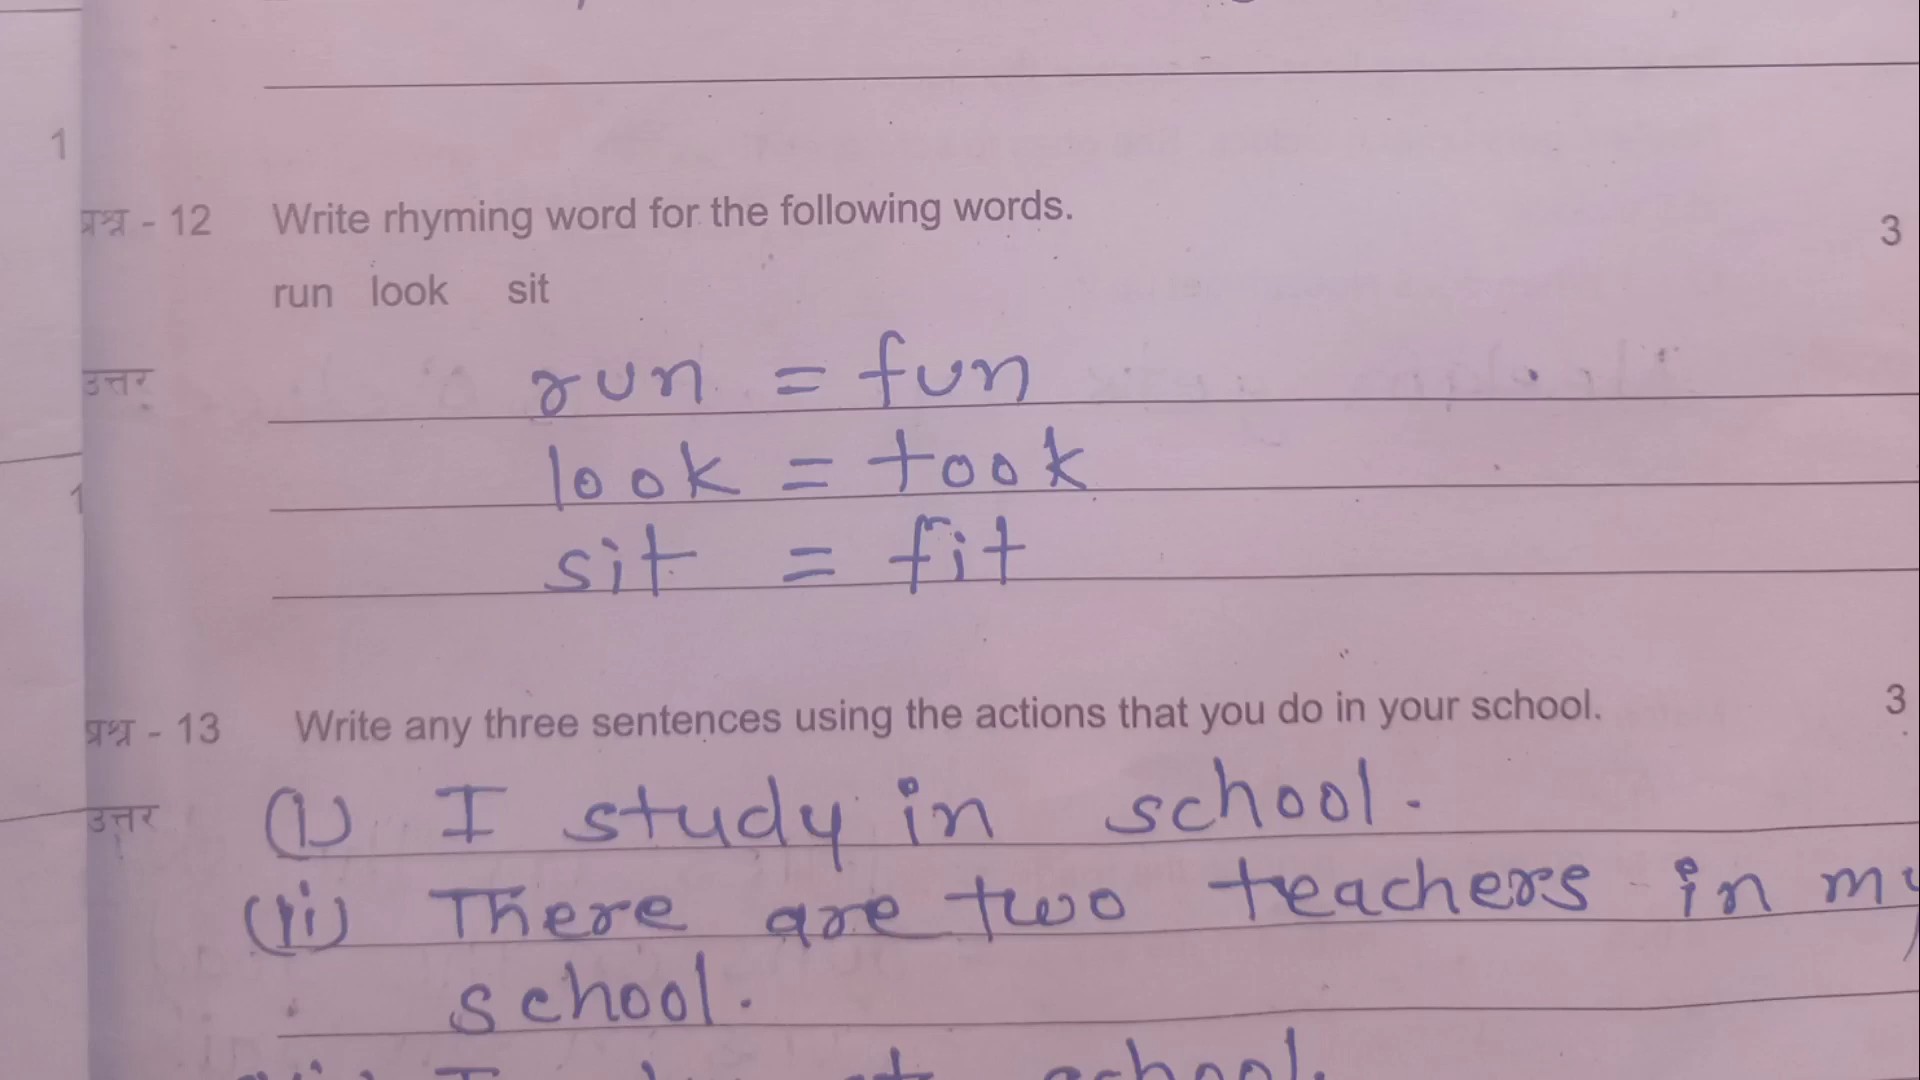 1
प्रश्न - 12 Write rhyming word for the following words. 3
run look sit
उत्तर run = fun
look = took
1
sit = fit
प्रश्न - 13 Write any three sentences using the actions that you do in your school. 3
उत्तर (i) I study in school.
(ii) There are two teachers in my
school.
school.